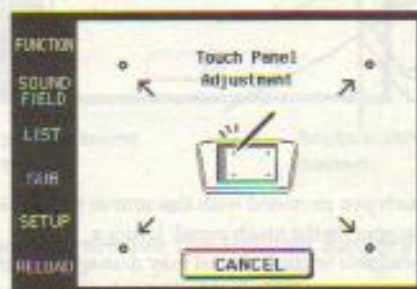 FUNCTION
SOUND
FIELD
LIST
SUB
SETUP
RELOAD
Touch Panel
Adjustment
CANCEL